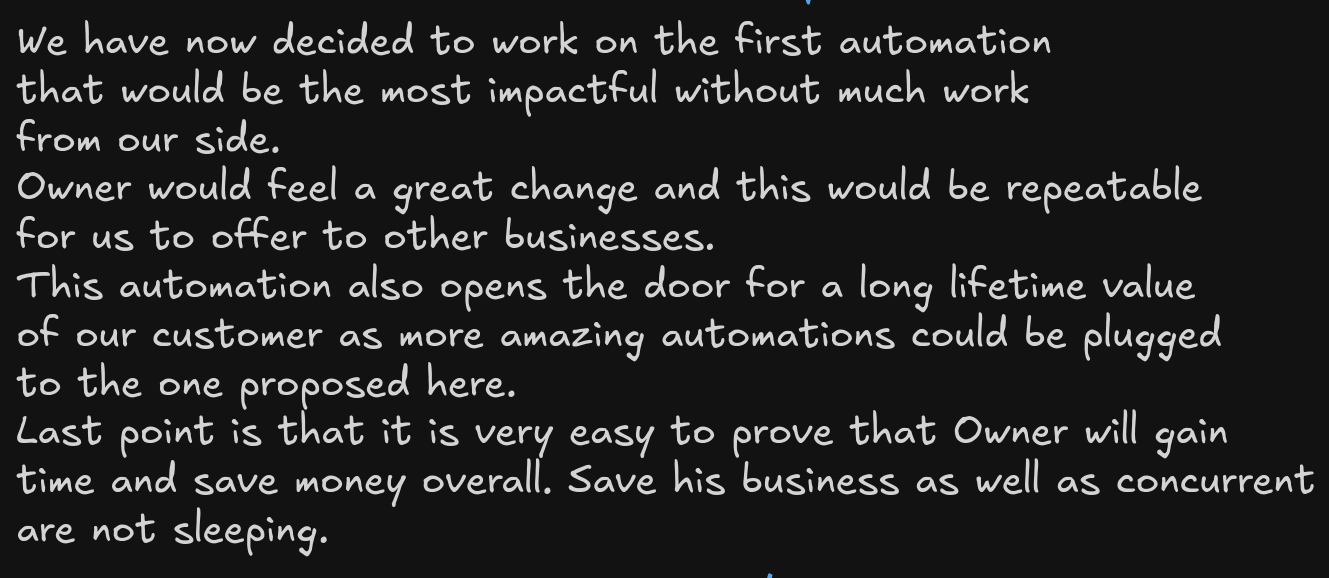 We have now decided to work on the first automation
that would be the most impactful without much work
from our side.
Owner would feel a great change and this would be repeatable
for us to offer to other businesses.
This automation also opens the door for a long lifetime value
of our customer as more amazing automations could be plugged
to the one proposed here.
Last point is that it is very easy to prove that Owner will gain
time and save money overall. Save his business as well as concurrent
are not sleeping.